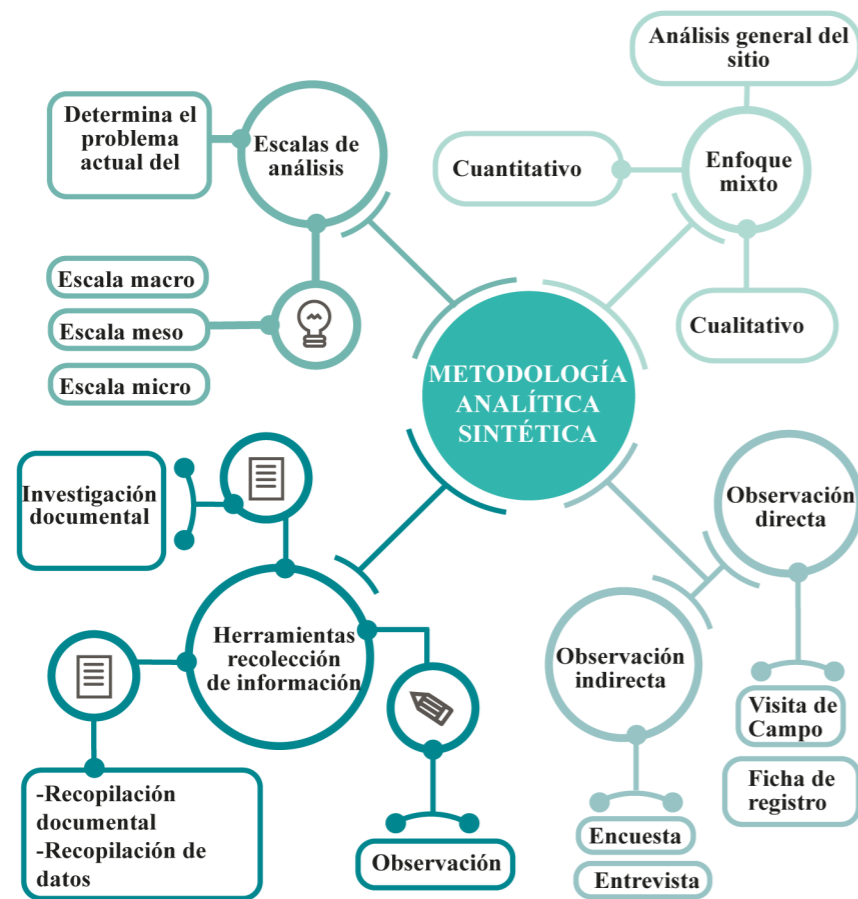 Determina el
problema
actual del
Escalas de
análisis
Escala macro
Escala meso
Escala micro
Análisis general del
sitio
Cuantitativo
Enfoque
mixto
Cualitativo
METODOLOGÍA
ANALÍTICA
SINTÉTICA
Investigación
documental
Herramientas
recolección
de información
-Recopilación
documental
-Recopilación de
datos
Observación
Observación
directa
Observación
indirecta
Visita de
Campo
Ficha de
registro
Encuesta
Entrevista